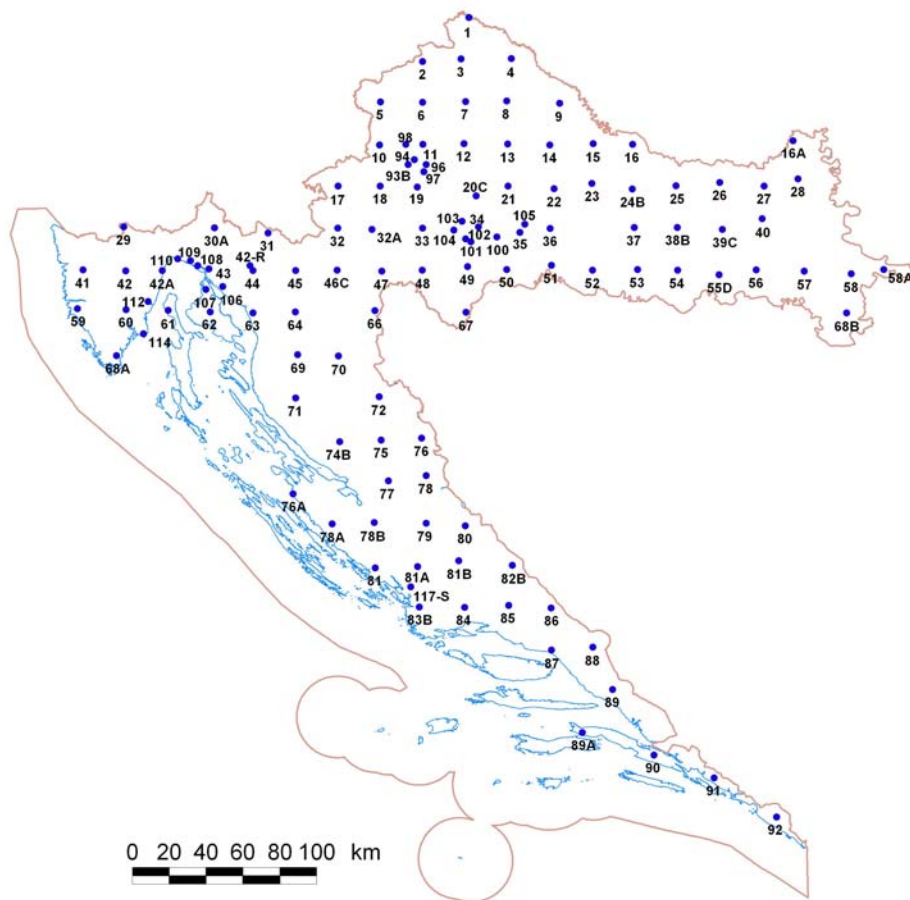 1
2 3 4
5 6 7 8 9
98
10 94 11 12 13 14 15 16 16A
93B 96
97
17 18 19 20C 21 22 23 24B 25 26 27 28
103 34 105
29 30A 31 32 32A 33 104 102 35 36 37 38B 39C 40
101 100
110 109 108 42-R
41 42 42A 43 44 45 46C 47 48 49 50 51 52 53 54 55D 56 57 58 58A
112 107 106
59 60 61 62 63 64 66 67 68B
114
68A 69 70
71 72
74B 75 76
77 78
76A
78A 78B 79 80
81 81A 81B 82B
117-S
83B 84 85 86
87 88
89
89A
90
91
92
0 20 40 60 80 100 km